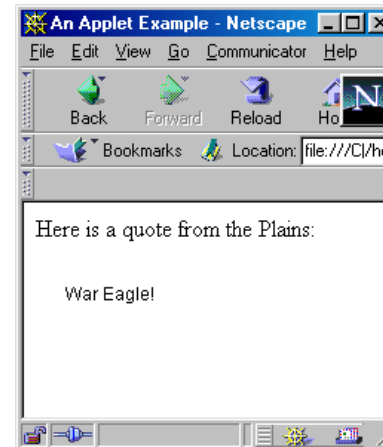 An Applet Example - Netscape
File Edit View Go Communicator Help
Back Forward Reload Ho N
Bookmarks Location: file:///C|/h
Here is a quote from the Plains:
War Eagle!